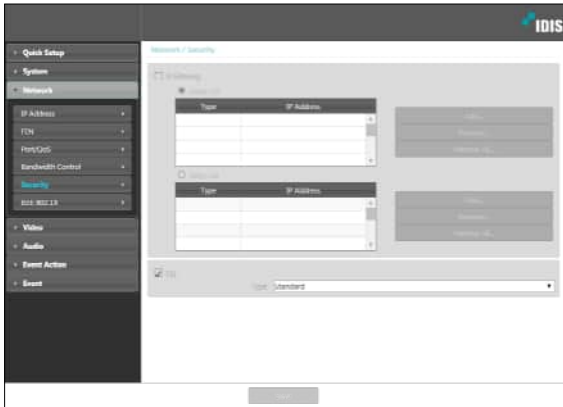 IDIS
Quick Setup
System
Network
IP Address
FEN
Port/QoS
Bandwidth Control
Security
IEEE 802.1X
Video
Audio
Event Action
Event
Network / Security
IP Filtering
Type IP Address
Type IP Address
SSL
Type Standard